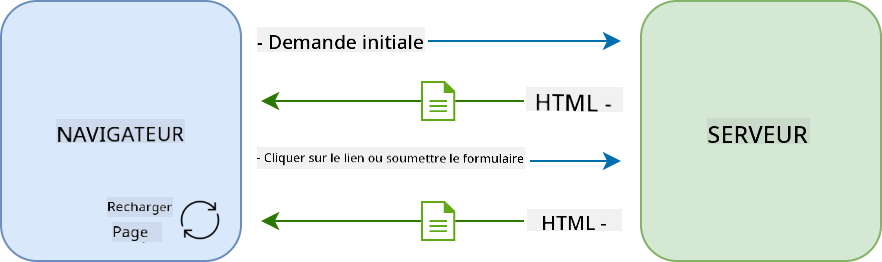 - Demande initiale
HTML -
NAVIGATEUR
SERVEUR
- Cliquer sur le lien ou soumettre le formulaire
Recharger
Page
HTML -